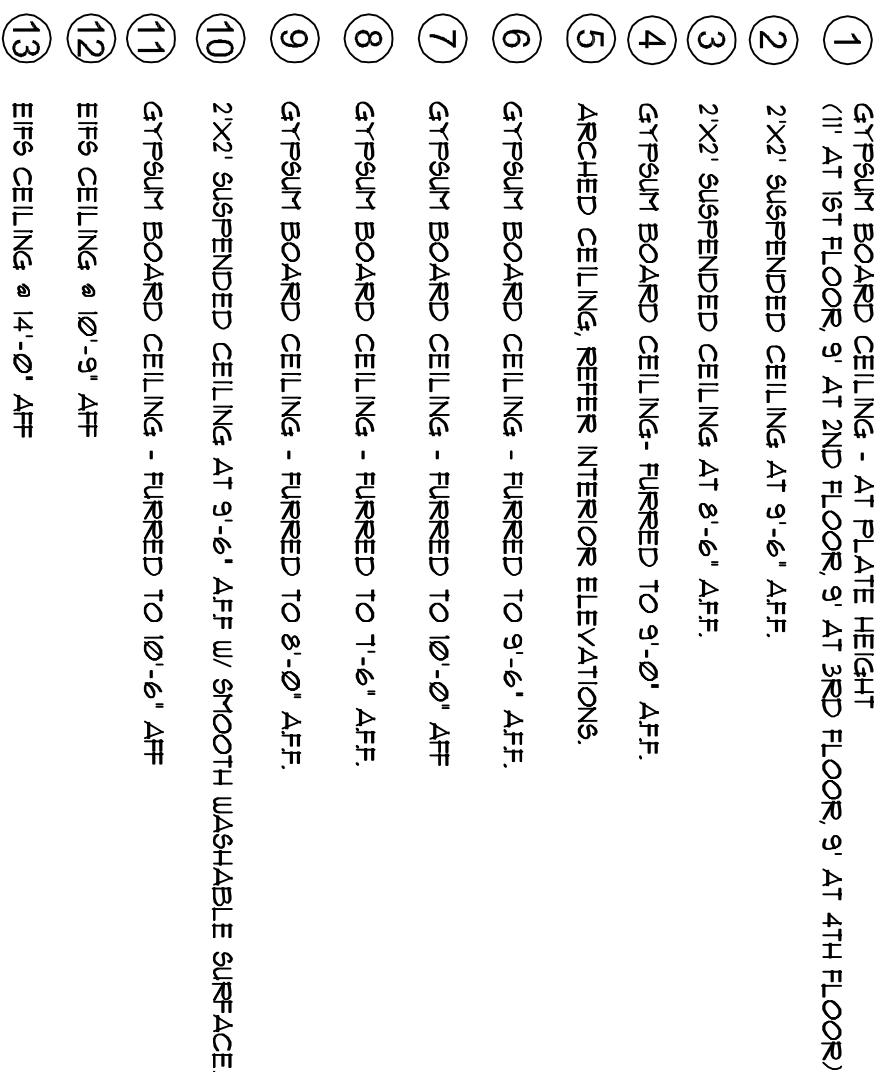 1 GYPSUM BOARD CEILING - AT PLATE HEIGHT
(11' AT 1ST FLOOR, 9' AT 2ND FLOOR, 9' AT 3RD FLOOR, 9' AT 4TH FLOOR)
2 2'X2' SUSPENDED CEILING AT 9'-6" A.F.F.
3 2'X2' SUSPENDED CEILING AT 8'-6" A.F.F.
4 GYPSUM BOARD CEILING- FURRED TO 9'-0" A.F.F.
5 ARCHED CEILING, REFER INTERIOR ELEVATIONS.
6 GYPSUM BOARD CEILING - FURRED TO 9'-6" A.F.F.
7 GYPSUM BOARD CEILING - FURRED TO 10'-0" AFF
8 GYPSUM BOARD CEILING - FURRED TO 7'-6" A.F.F.
9 GYPSUM BOARD CEILING - FURRED TO 8'-0" A.F.F.
10 2'X2' SUSPENDED CEILING AT 9'-6" A.F.F W/ SMOOTH WASHABLE SURFACE.
11 GYPSUM BOARD CEILING - FURRED TO 10'-6" AFF
12 EIFS CEILING @ 10'-9" AFF
13 EIFS CEILING @ 14'-0" AFF